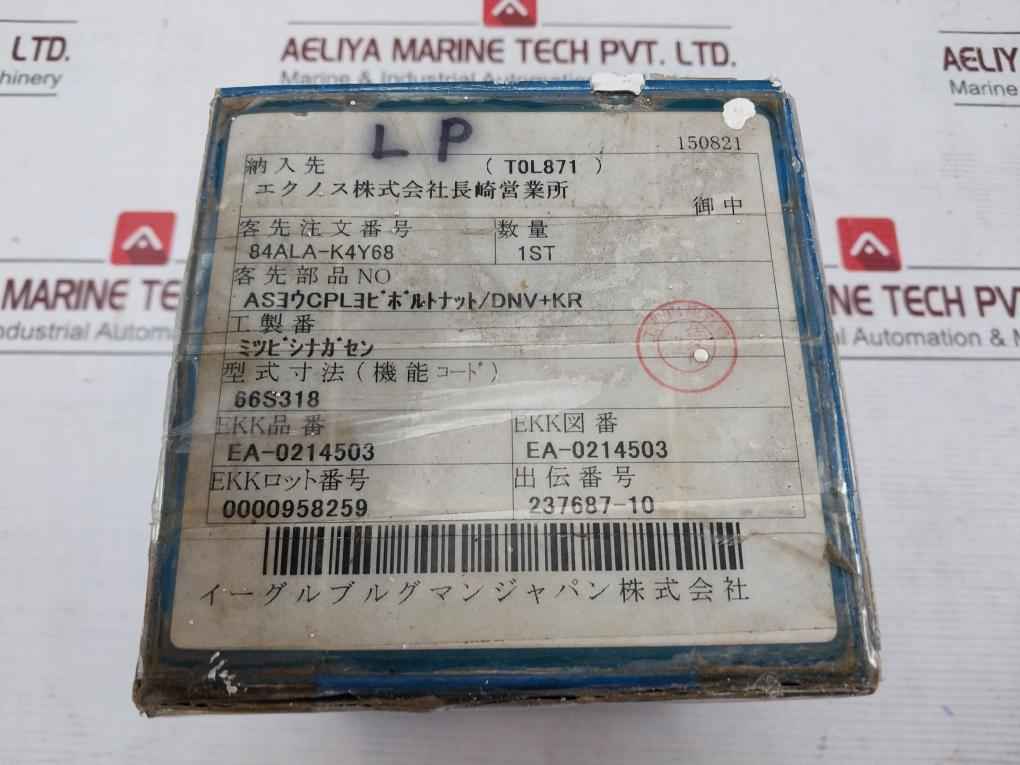 LTD.
AELIYA MARINE TECH PVT. LTD.
AELIYA MAR
hinery
Marine & Industrial Automation
Marine
L P
150821
納入先 (T0L871)
エクノス株式会社長崎営業所
御中
客先注文番号 数量
84ALA-K4Y68 1ST
客先部品NO
ASヨウCPLヨビボルトナット/DNV+KR
工製番
ミツビシナガセン
型式寸法(機能コード)
66S318
EKK品番 EKK図番
EA-0214503 EA-0214503
EKKロット番号 出伝番号
0000958259 237687-10
イーグルブルグマンジャパン株式会社
MARINE TECH
MARINE TECH PVT
Industrial Autom
ial Automation & M